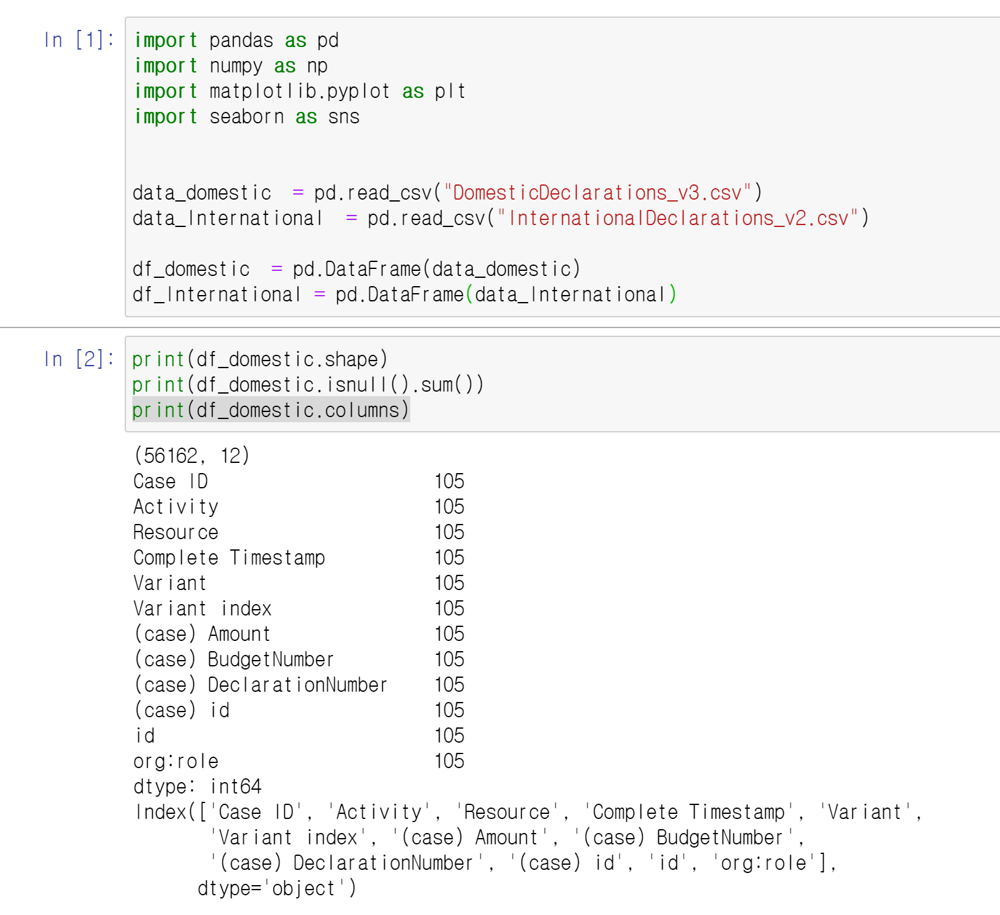 In [1]:
import pandas as pd
import numpy as np
import matplotlib.pyplot as plt
import seaborn as sns
data_domestic  = pd.read_csv("DomesticDeclarations_v3.csv")
data_International  = pd.read_csv("InternationalDeclarations_v2.csv")
df_domestic  = pd.DataFrame(data_domestic)
df_International = pd.DataFrame(data_International)
In [2]:
print(df_domestic.shape)
print(df_domestic.isnull().sum())
print(df_domestic.columns)
(56162, 12)
Case ID                      105
Activity                     105
Resource                     105
Complete Timestamp           105
Variant                      105
Variant index                105
(case) Amount                105
(case) BudgetNumber          105
(case) DeclarationNumber     105
(case) id                    105
id                           105
org:role                     105
dtype: int64
Index(['Case ID', 'Activity', 'Resource', 'Complete Timestamp', 'Variant',
       'Variant index', '(case) Amount', '(case) BudgetNumber',
       '(case) DeclarationNumber', '(case) id', 'id', 'org:role'],
      dtype='object')